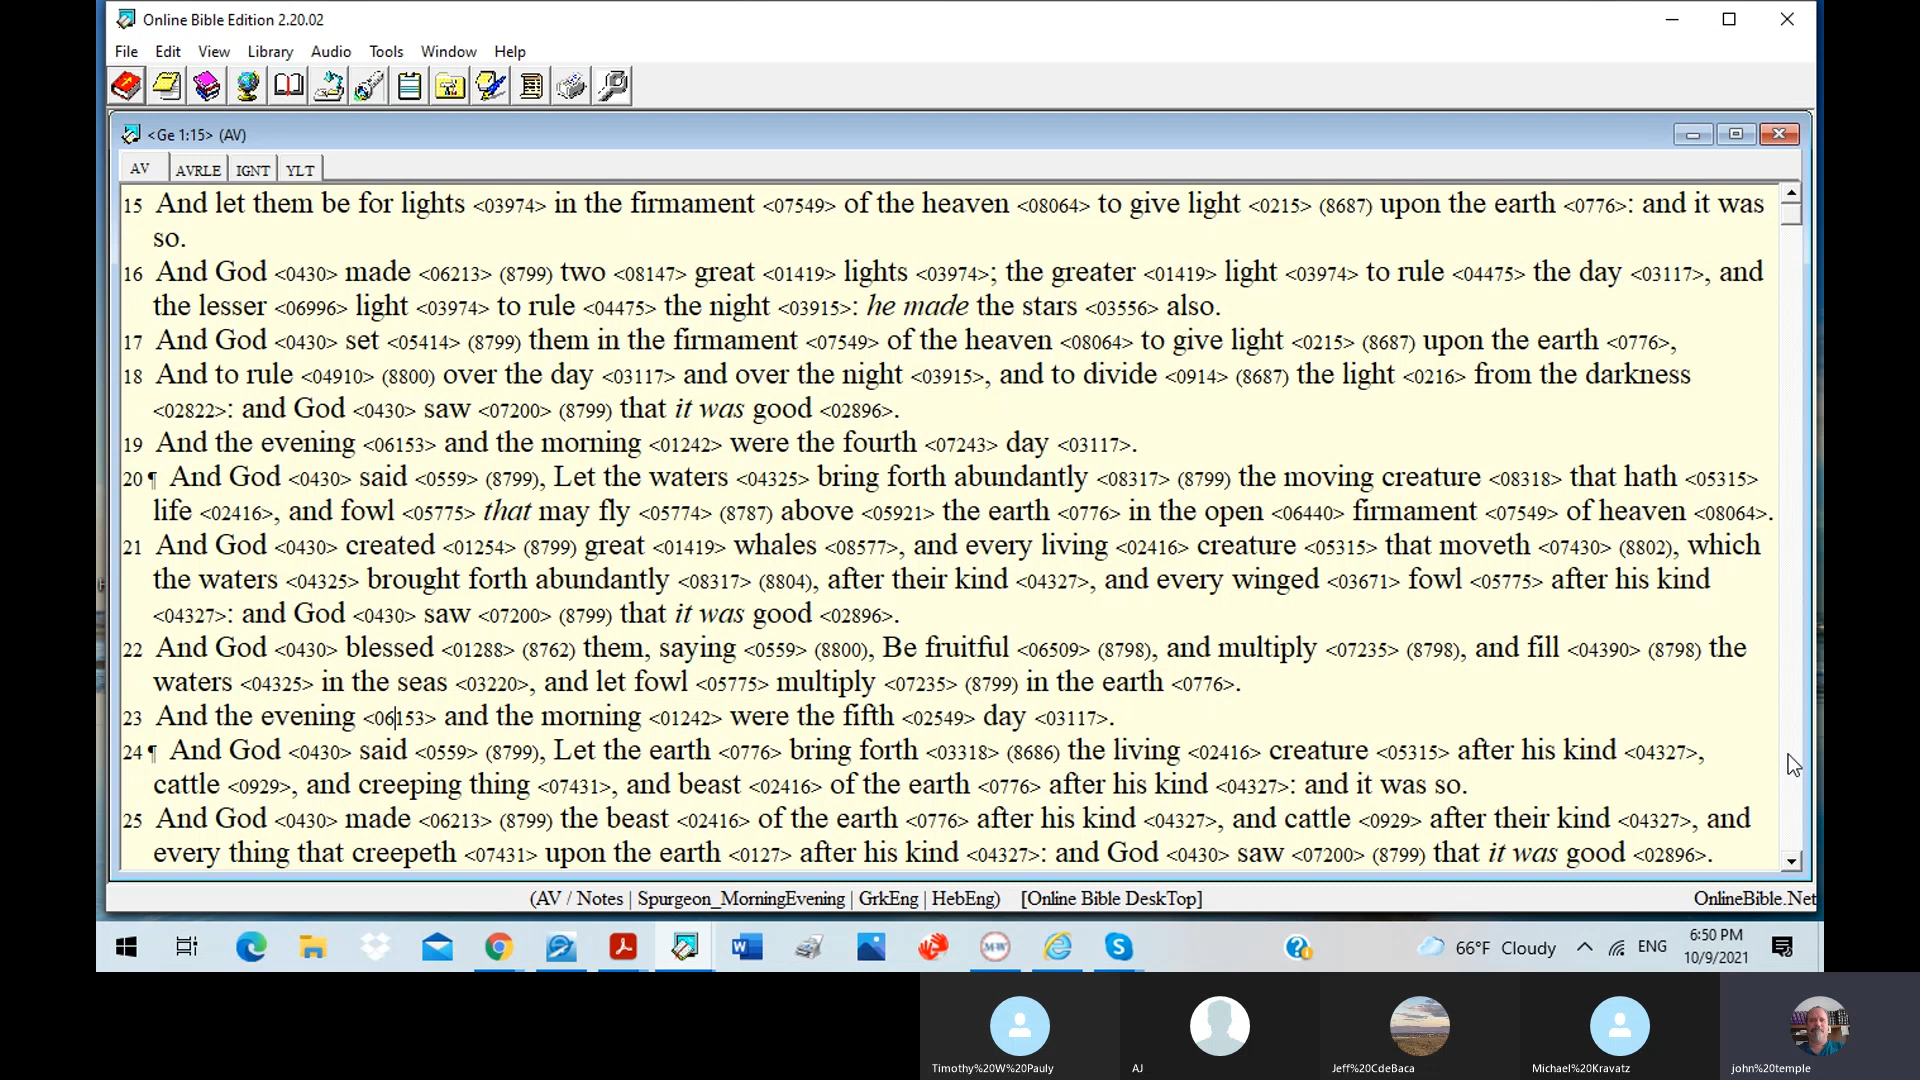 Online Bible Edition 2.20.02
File Edit View Library Audio Tools Window Help
<Ge 1:15> (AV)
AV AVRLE IGNT YLT
15 And let them be for lights <03974> in the firmament <07549> of the heaven <08064> to give light <0215> (8687) upon the earth <0776>: and it was
so.
16 And God <0430> made <06213> (8799) two <08147> great <01419> lights <03974>; the greater <01419> light <03974> to rule <04475> the day <03117>, and
the lesser <06996> light <03974> to rule <04475> the night <03915>: he made the stars <03556> also.
17 And God <0430> set <05414> (8799) them in the firmament <07549> of the heaven <08064> to give light <0215> (8687) upon the earth <0776>,
18 And to rule <04910> (8800) over the day <03117> and over the night <03915>, and to divide <0914> (8687) the light <0216> from the darkness
<02822>: and God <0430> saw <07200> (8799) that it was good <02896>.
19 And the evening <06153> and the morning <01242> were the fourth <07243> day <03117>.
20 ¶ And God <0430> said <0559> (8799), Let the waters <04325> bring forth abundantly <08317> (8799) the moving creature <08318> that hath <05315>
life <02416>, and fowl <05775> that may fly <05774> (8787) above <05921> the earth <0776> in the open <06440> firmament <07549> of heaven <08064>.
21 And God <0430> created <01254> (8799) great <01419> whales <08577>, and every living <02416> creature <05315> that moveth <07430> (8802), which
the waters <04325> brought forth abundantly <08317> (8804), after their kind <04327>, and every winged <03671> fowl <05775> after his kind
<04327>: and God <0430> saw <07200> (8799) that it was good <02896>.
22 And God <0430> blessed <01288> (8762) them, saying <0559> (8800), Be fruitful <06509> (8798), and multiply <07235> (8798), and fill <04390> (8798) the
waters <04325> in the seas <03220>, and let fowl <05775> multiply <07235> (8799) in the earth <0776>.
23 And the evening <06153> and the morning <01242> were the fifth <02549> day <03117>.
24 ¶ And God <0430> said <0559> (8799), Let the earth <0776> bring forth <03318> (8686) the living <02416> creature <05315> after his kind <04327>,
cattle <0929>, and creeping thing <07431>, and beast <02416> of the earth <0776> after his kind <04327>: and it was so.
25 And God <0430> made <06213> (8799) the beast <02416> of the earth <0776> after his kind <04327>, and cattle <0929> after their kind <04327>, and
every thing that creepeth <07431> upon the earth <0127> after his kind <04327>: and God <0430> saw <07200> (8799) that it was good <02896>.
(AV / Notes | Spurgeon_MorningEvening | GrkEng | HebEng) [Online Bible DeskTop] OnlineBible.Net
66°F Cloudy ENG 6:50 PM
10/9/2021
Timothy%20W%20Pauly AJ Jeff%20CdeBaca Michael%20Kravatz john%20temple